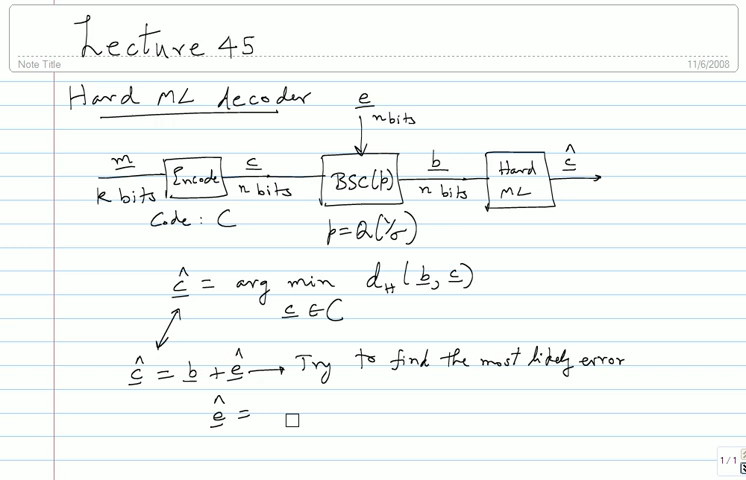 Lecture 45
Note Title
11/6/2008
Hard ML decoder
e
n bits
m
k bits
Encode
c
n bits
BSC(p)
b
n bits
Hard
ML
ĉ
Code : C
p = Q(1/σ)
ĉ = arg min d_H (b, c)
c ∈ C
ĉ = b + ê → Try to find the most likely error
ê =
1 / 1